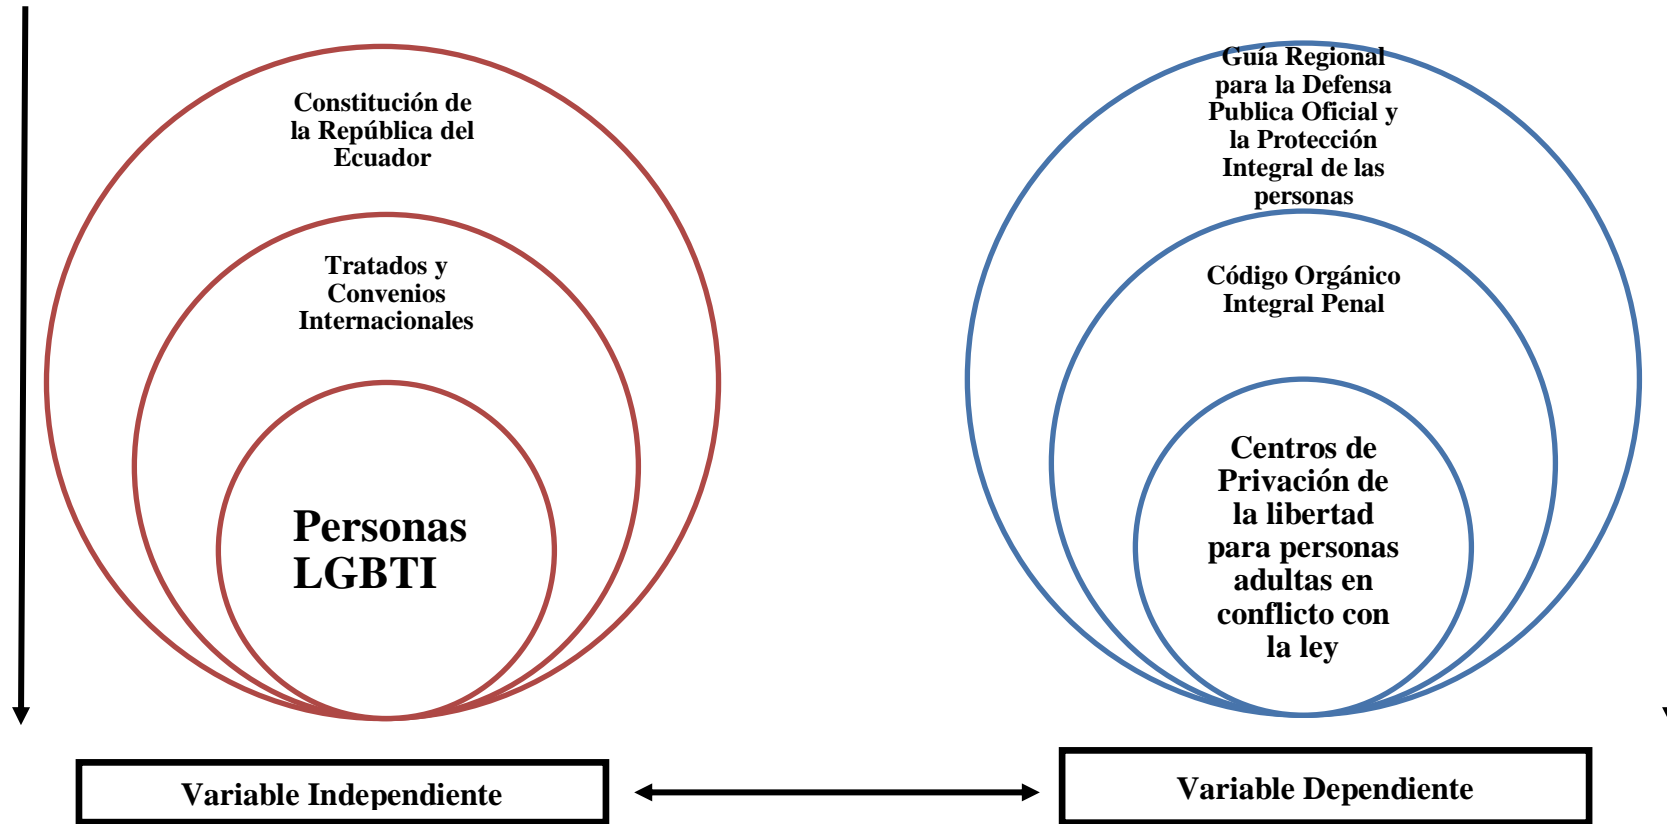 Constitución de
la República del
Ecuador
Tratados y
Convenios
Internacionales
Personas
LGBTI
Variable Independiente
Guía Regional
para la Defensa
Publica Oficial y
la Protección
Integral de las
personas
Código Orgánico
Integral Penal
Centros de
Privación de
la libertad
para personas
adultas en
conflicto con
la ley
Variable Dependiente